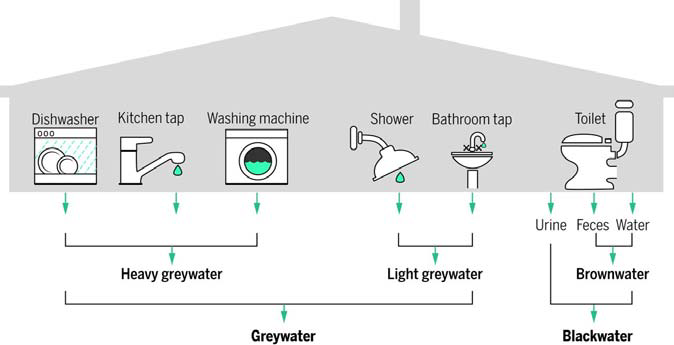 Dishwasher
Kitchen tap
Washing machine
Shower
Bathroom tap
Toilet
Urine
Feces
Water
Heavy greywater
Light greywater
Brownwater
Greywater
Blackwater